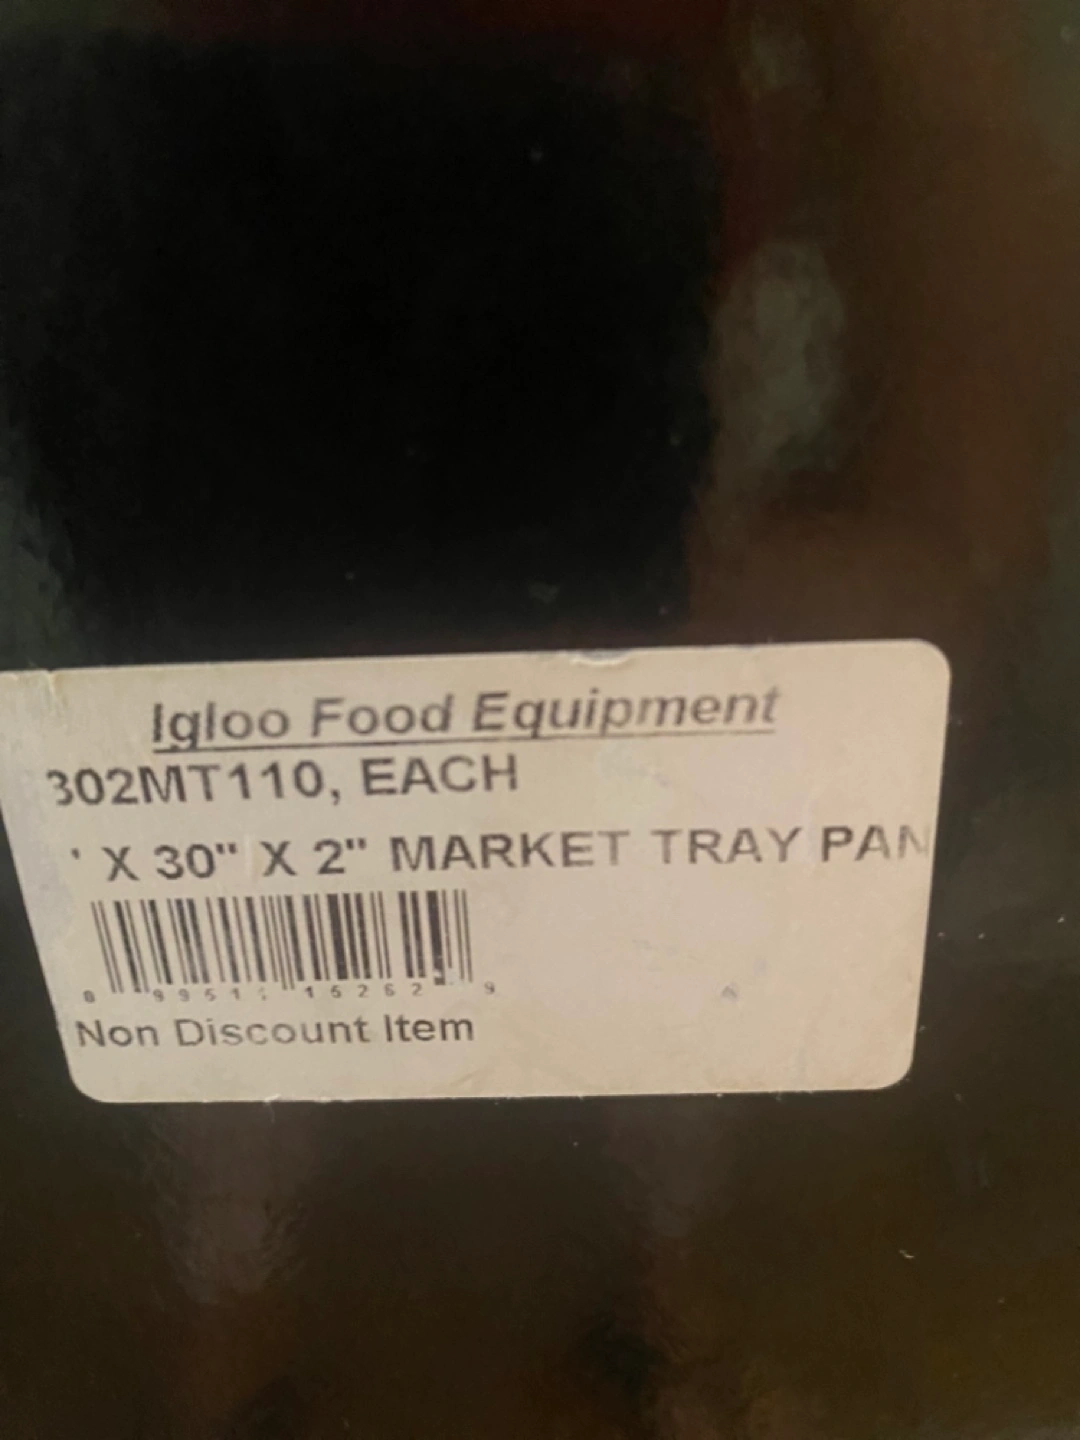 Igloo Food Equipment
302MT110, EACH
X 30" X 2" MARKET TRAY PAN
Non Discount Item